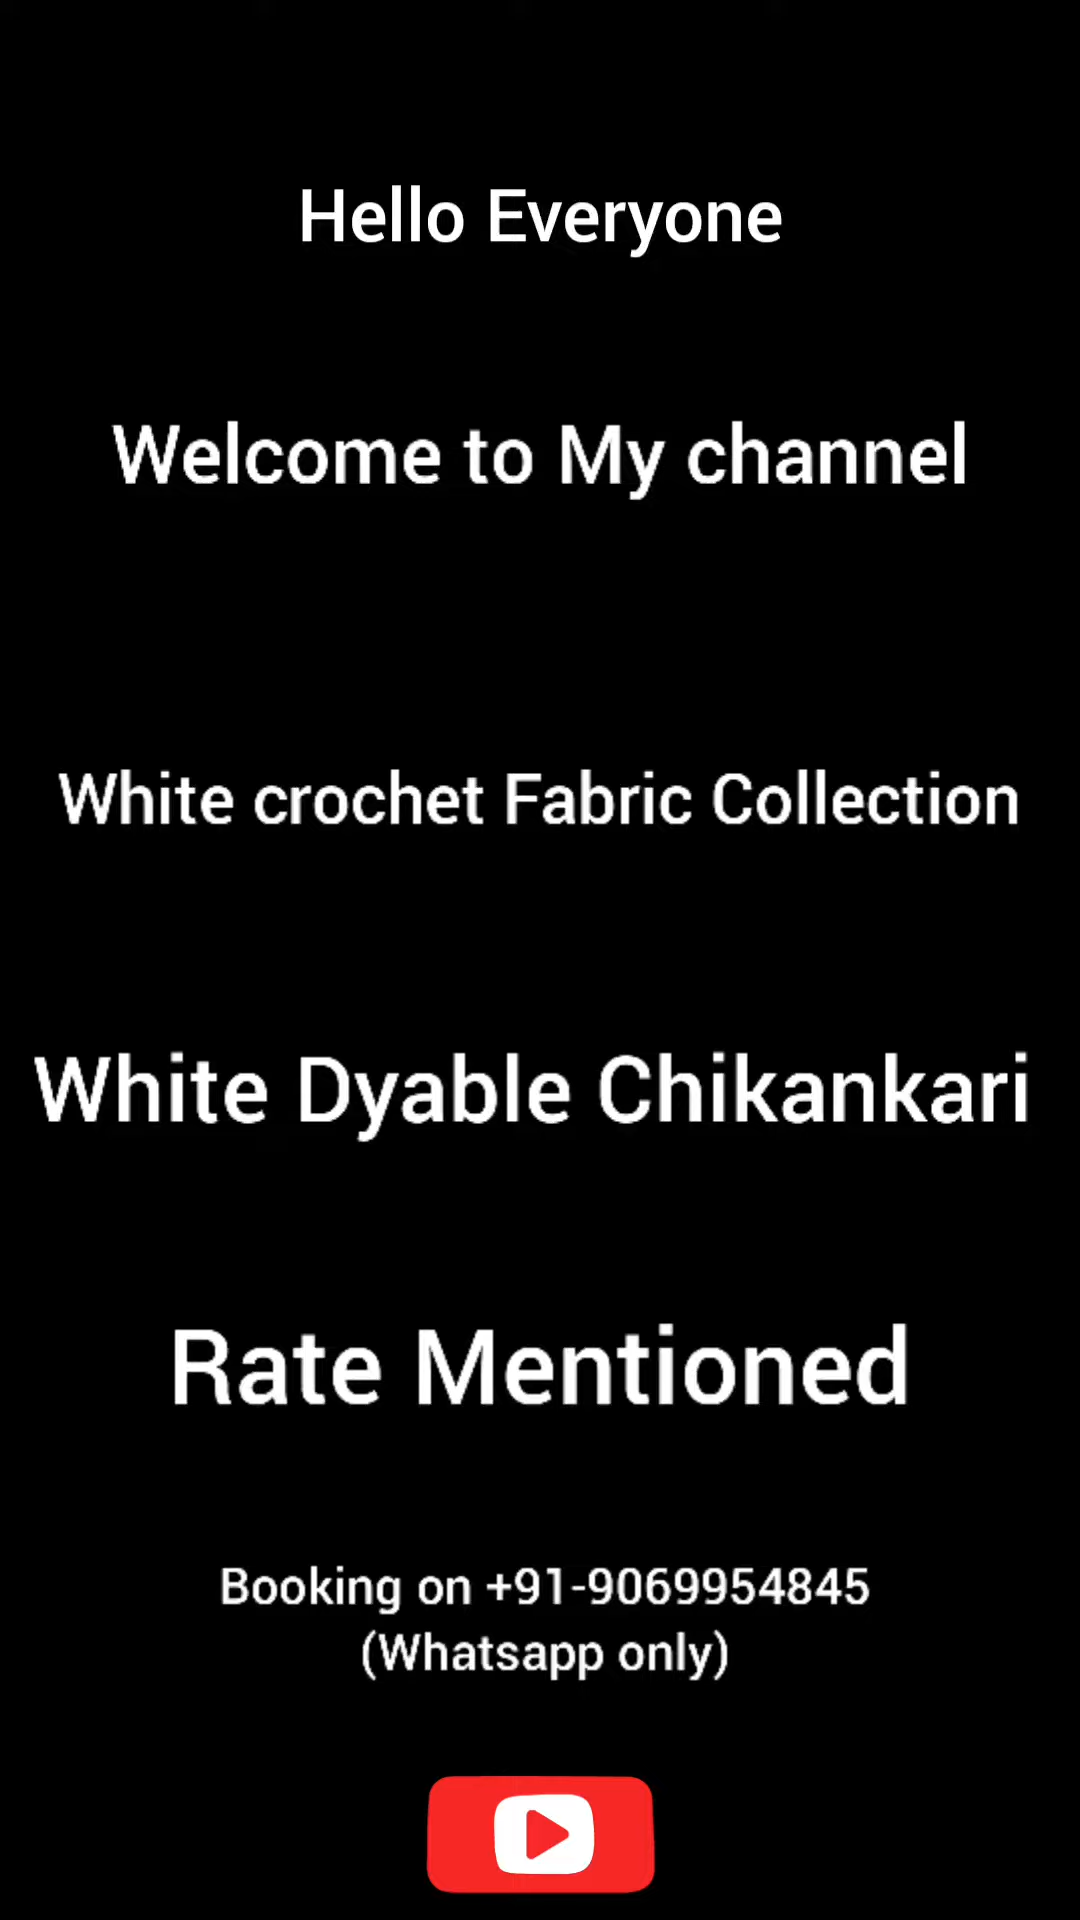 Hello Everyone
Welcome to My channel
White crochet Fabric Collection
White Dyable Chikankari
Rate Mentioned
Booking on +91-9069954845
(Whatsapp only)